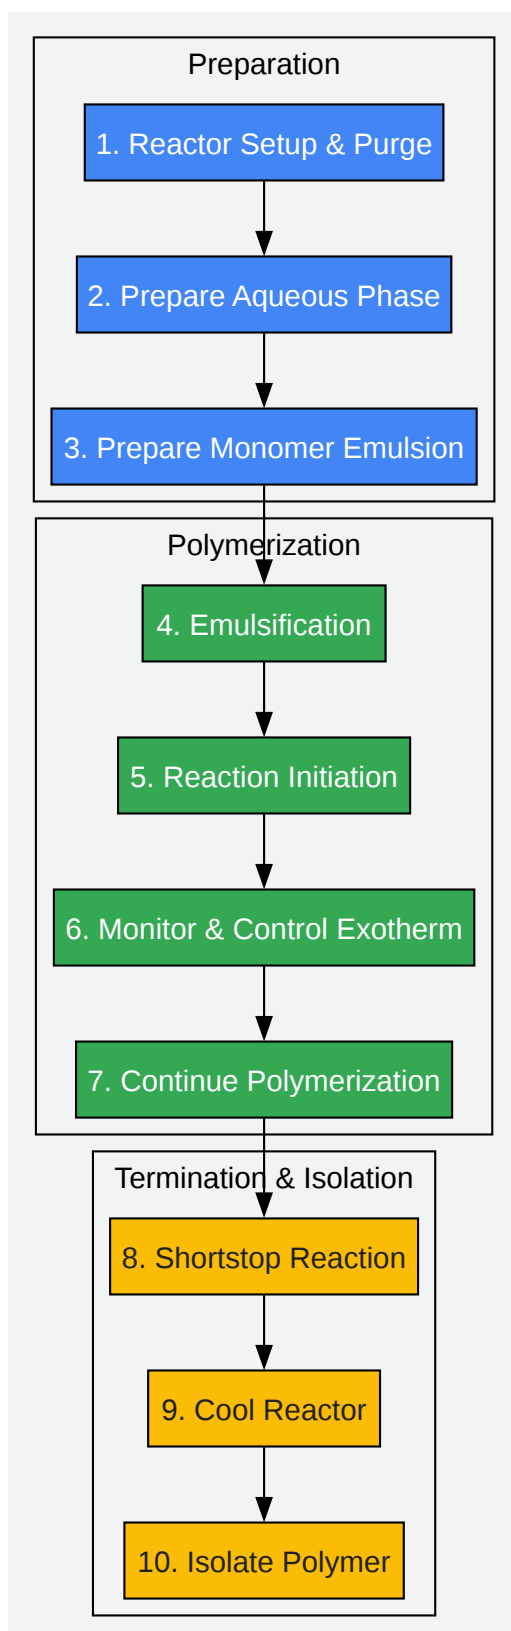 Preparation
1. Reactor Setup & Purge
2. Prepare Aqueous Phase
3. Prepare Monomer Emulsion
Polymerization
4. Emulsification
5. Reaction Initiation
6. Monitor & Control Exotherm
7. Continue Polymerization
Termination & Isolation
8. Shortstop Reaction
9. Cool Reactor
10. Isolate Polymer